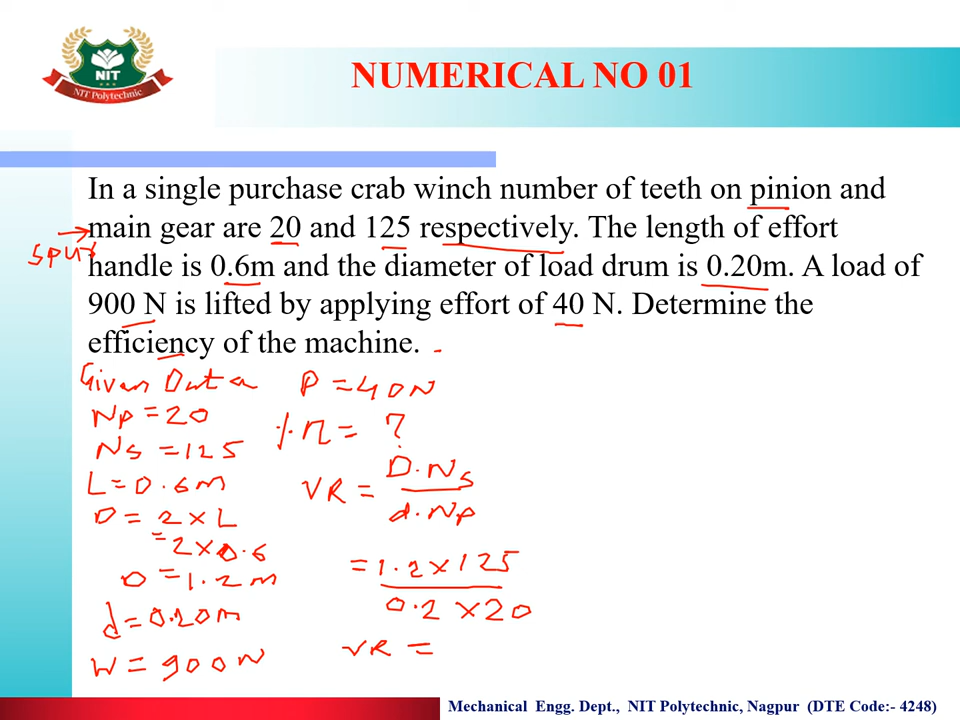 NIT
NIT Polytechnic
NUMERICAL NO 01
In a single purchase crab winch number of teeth on pinion and
main gear are 20 and 125 respectively. The length of effort
spur
handle is 0.6m and the diameter of load drum is 0.20m. A load of
900 N is lifted by applying effort of 40 N. Determine the
efficiency of the machine.
Given Data
NP = 20
NS = 125
L = 0.6m
D = 2 × L
= 2 × 0.6
D = 1.2 m
d = 0.20m
W = 900N
P = 40N
%η = ?
VR = D.NS
d.NP
= 1.2 × 125
0.2 × 20
VR =
Mechanical Engg. Dept., NIT Polytechnic, Nagpur (DTE Code:- 4248)